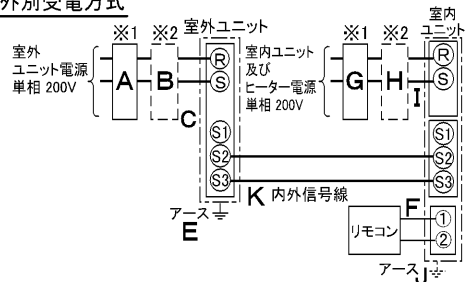 外別受電方式
※1 ※2 室外ユニット
室外
ユニット電源
単相 200V
A B
R
S
C
S1
S2
S3
アース
E
K 内外信号線
※1 ※2
室内
ユニット
室内ユニット
及び
ヒーター電源
単相 200V
G H
I
R
S
S1
S2
S3
F
リモコン
①
②
アース
J